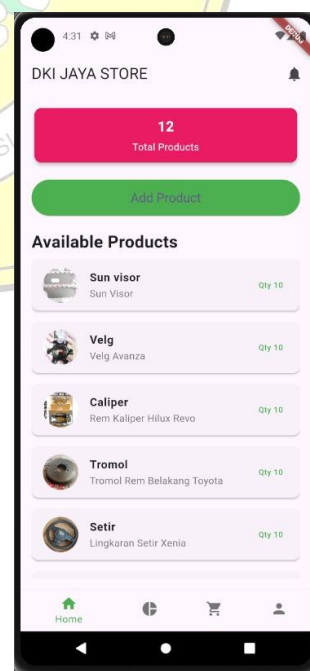 4:31
DEBUG
DKI JAYA STORE
12
Total Products
Add Product
Available Products
Sun visor
Sun Visor
Qty 10
Velg
Velg Avanza
Qty 10
Caliper
Rem Kaliper Hilux Revo
Qty 10
Tromol
Tromol Rem Belakang Toyota
Qty 10
Setir
Lingkaran Setir Xenia
Qty 10
Home